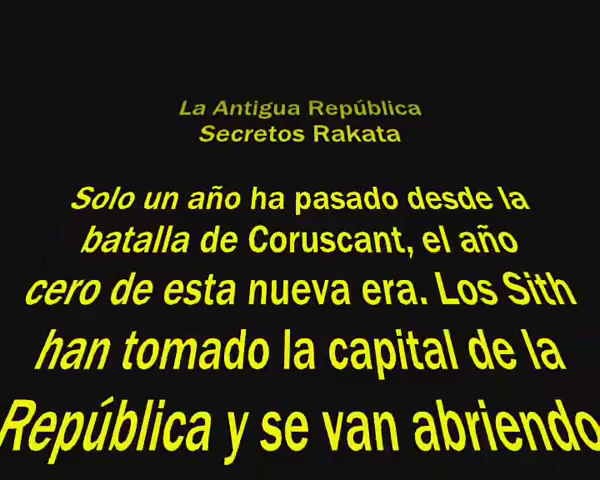 La Antigua República
Secretos Rakata
Solo un año ha pasado desde la
batalla de Coruscant, el año
cero de esta nueva era. Los Sith
han tomado la capital de la
República y se van abriendo